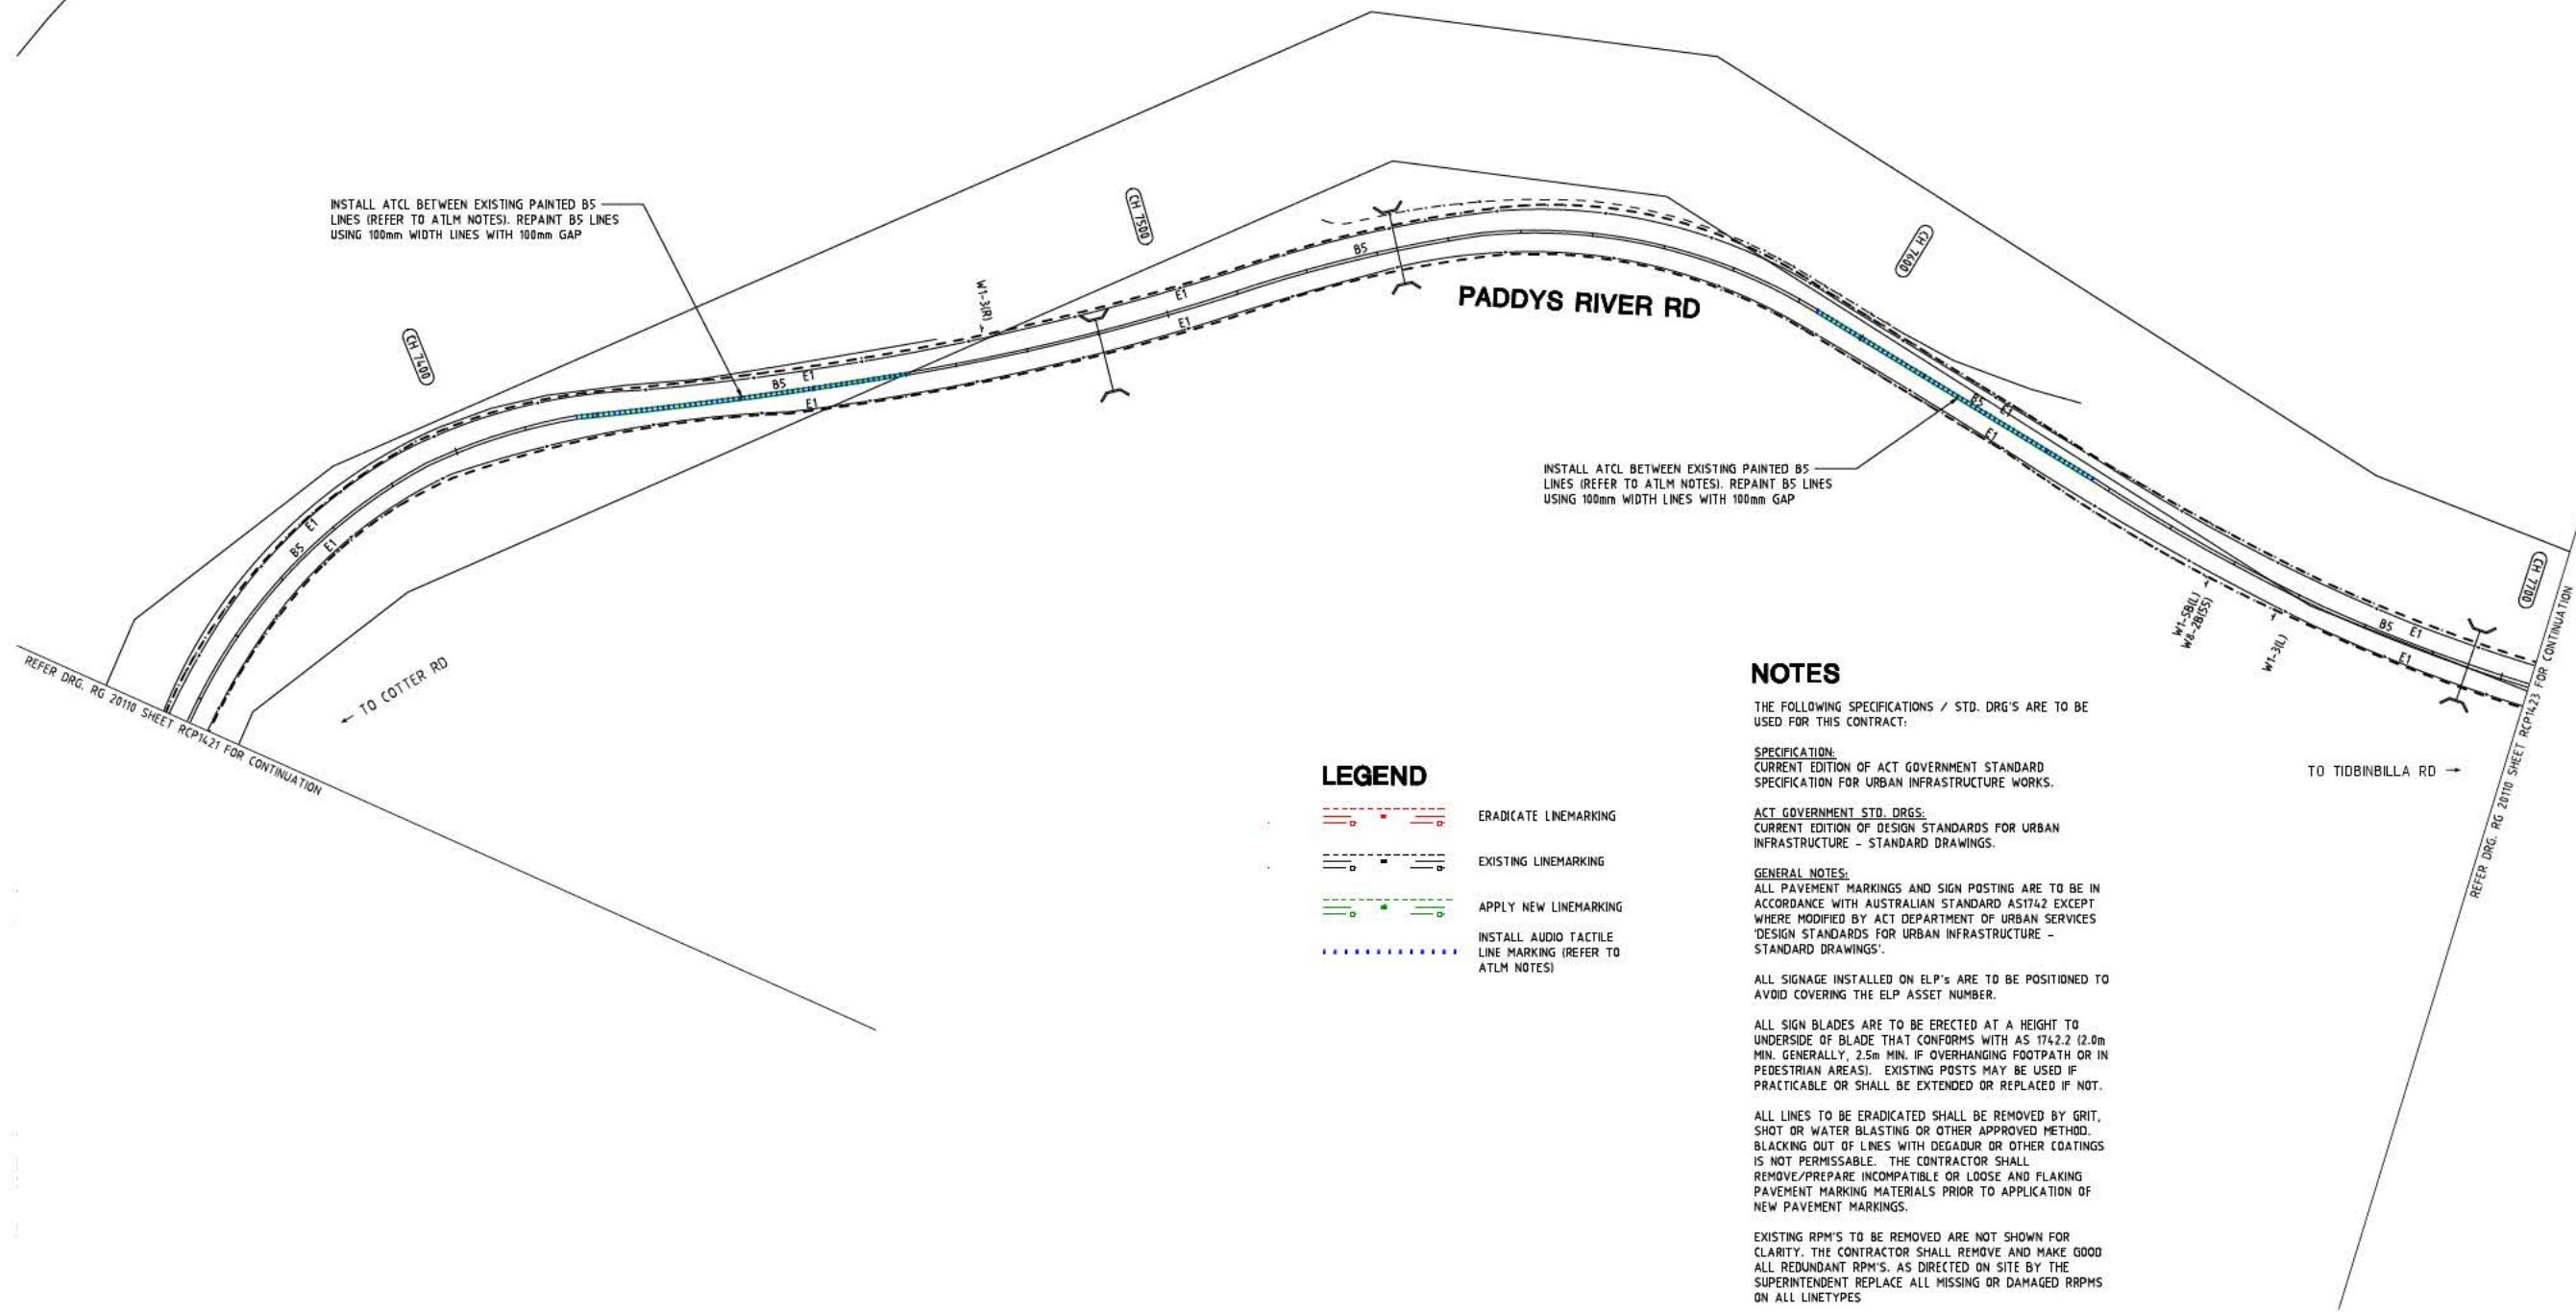 INSTALL ATCL BETWEEN EXISTING PAINTED B5
LINES (REFER TO ATLM NOTES). REPAINT B5 LINES
USING 100mm WIDTH LINES WITH 100mm GAP
CH 7400
W1-3(R)
CH 7500
B5
E1
E1
PADDYS RIVER RD
CH 7600
B5
E1
E1
B5
E1
E1
INSTALL ATCL BETWEEN EXISTING PAINTED B5
LINES (REFER TO ATLM NOTES). REPAINT B5 LINES
USING 100mm WIDTH LINES WITH 100mm GAP
B5
E1
E1
CH 7700
W1-5B(L)
W8-2B(55)
W1-3(L)
B5
E1
E1
REFER DRG. RG 20110 SHEET RCP1421 FOR CONTINUATION
← TO COTTER RD
TO TIDBINBILLA RD →
REFER DRG. RG 20110 SHEET RCP1423 FOR CONTINUATION
LEGEND
ERADICATE LINEMARKING
EXISTING LINEMARKING
APPLY NEW LINEMARKING
INSTALL AUDIO TACTILE
LINE MARKING (REFER TO
ATLM NOTES)
NOTES
THE FOLLOWING SPECIFICATIONS / STD. DRG'S ARE TO BE
USED FOR THIS CONTRACT:
SPECIFICATION:
CURRENT EDITION OF ACT GOVERNMENT STANDARD
SPECIFICATION FOR URBAN INFRASTRUCTURE WORKS.
ACT GOVERNMENT STD. DRGS:
CURRENT EDITION OF DESIGN STANDARDS FOR URBAN
INFRASTRUCTURE - STANDARD DRAWINGS.
GENERAL NOTES:
ALL PAVEMENT MARKINGS AND SIGN POSTING ARE TO BE IN
ACCORDANCE WITH AUSTRALIAN STANDARD AS1742 EXCEPT
WHERE MODIFIED BY ACT DEPARTMENT OF URBAN SERVICES
'DESIGN STANDARDS FOR URBAN INFRASTRUCTURE -
STANDARD DRAWINGS'.
ALL SIGNAGE INSTALLED ON ELP's ARE TO BE POSITIONED TO
AVOID COVERING THE ELP ASSET NUMBER.
ALL SIGN BLADES ARE TO BE ERECTED AT A HEIGHT TO
UNDERSIDE OF BLADE THAT CONFORMS WITH AS 1742.2 (2.0m
MIN. GENERALLY, 2.5m MIN. IF OVERHANGING FOOTPATH OR IN
PEDESTRIAN AREAS). EXISTING POSTS MAY BE USED IF
PRACTICABLE OR SHALL BE EXTENDED OR REPLACED IF NOT.
ALL LINES TO BE ERADICATED SHALL BE REMOVED BY GRIT,
SHOT OR WATER BLASTING OR OTHER APPROVED METHOD.
BLACKING OUT OF LINES WITH DEGADUR OR OTHER COATINGS
IS NOT PERMISSABLE. THE CONTRACTOR SHALL
REMOVE/PREPARE INCOMPATIBLE OR LOOSE AND FLAKING
PAVEMENT MARKING MATERIALS PRIOR TO APPLICATION OF
NEW PAVEMENT MARKINGS.
EXISTING RPM'S TO BE REMOVED ARE NOT SHOWN FOR
CLARITY. THE CONTRACTOR SHALL REMOVE AND MAKE GOOD
ALL REDUNDANT RPM'S. AS DIRECTED ON SITE BY THE
SUPERINTENDENT REPLACE ALL MISSING OR DAMAGED RRPMS
ON ALL LINETYPES